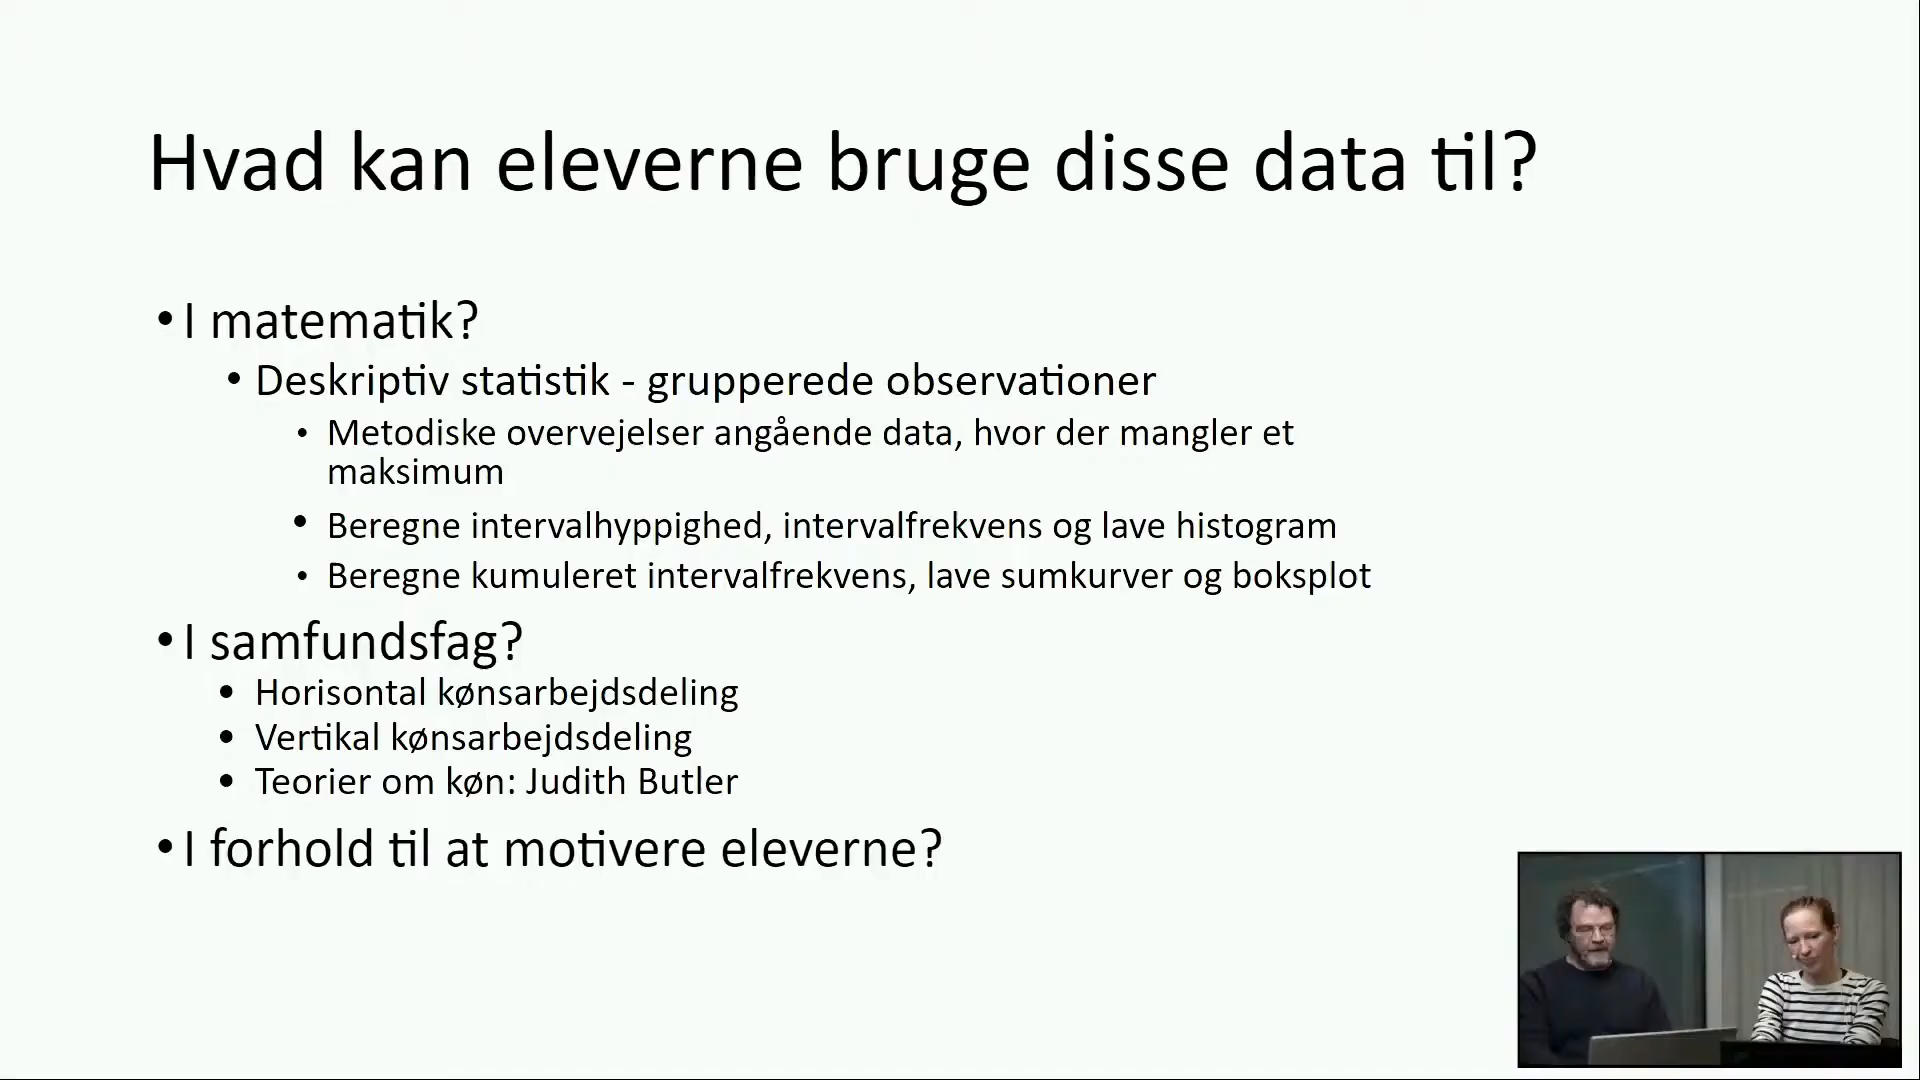 Hvad kan eleverne bruge disse data til?
• I matematik?
• Deskriptiv statistik - grupperede observationer
• Metodiske overvejelser angående data, hvor der mangler et
maksimum
• Beregne intervalhyppighed, intervalfrekvens og lave histogram
• Beregne kumuleret intervalfrekvens, lave sumkurver og boksplot
• I samfundsfag?
• Horisontal kønsarbejdsdeling
• Vertikal kønsarbejdsdeling
• Teorier om køn: Judith Butler
• I forhold til at motivere eleverne?